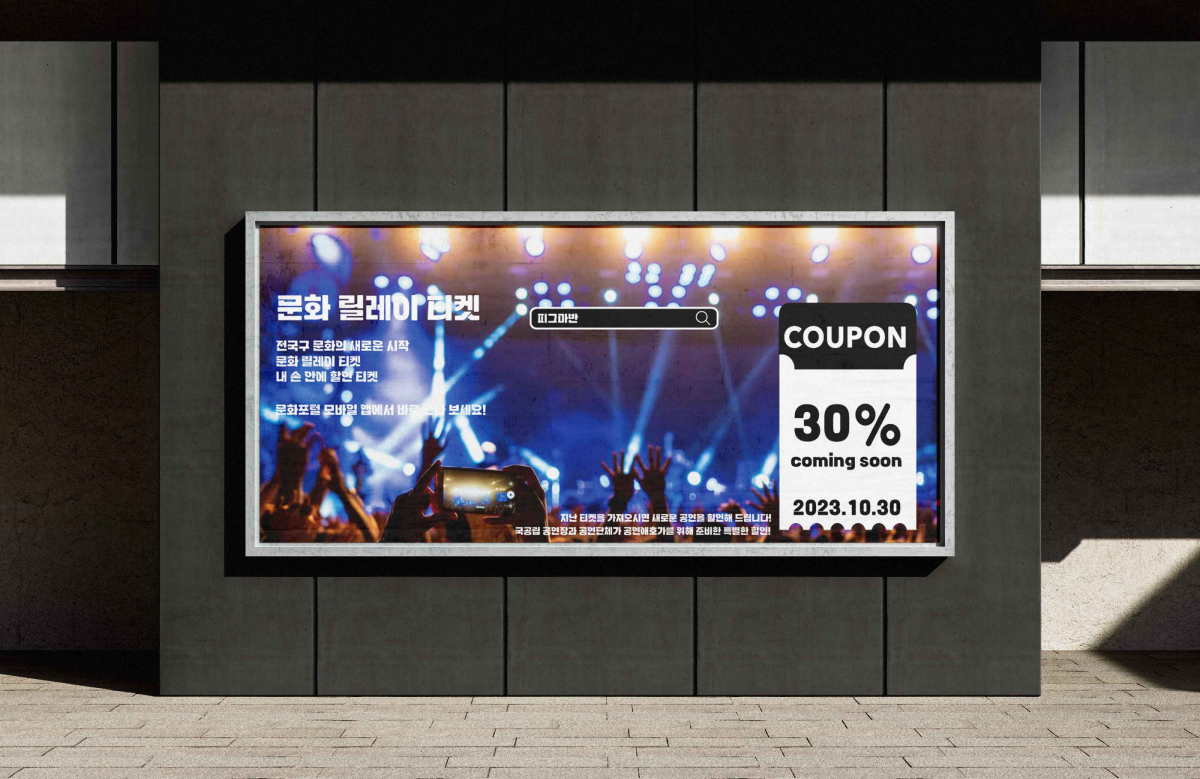 문화 릴레이 티켓
전국구 문화의 새로운 시작
문화 릴레이 티켓
내 손 안에 할인 티켓
문화포털 모바일 앱에서 바로 보세요!
피그마반
지난 티켓을 가져오시면 새로운 공연을 할인해 드립니다!
국공립 공연장과 공연단체가 공연애호가를 위해 준비한 특별한 할인!
COUPON
30%
coming soon
2023.10.30